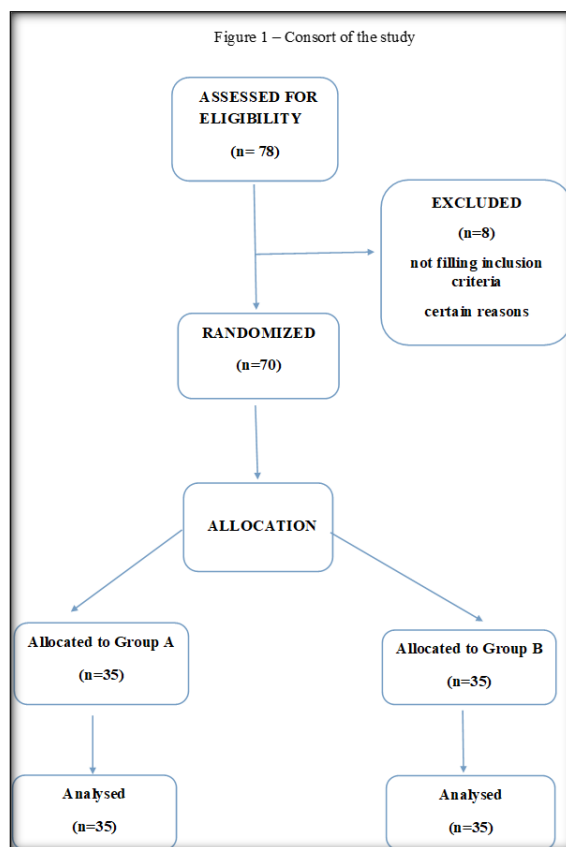 Figure 1 – Consort of the study
ASSESSED FOR
ELIGIBILITY
(n= 78)
EXCLUDED
(n=8)
not filling inclusion
criteria
certain reasons
RANDOMIZED
(n=70)
ALLOCATION
Allocated to Group A
(n=35)
Allocated to Group B
(n=35)
Analysed
(n=35)
Analysed
(n=35)